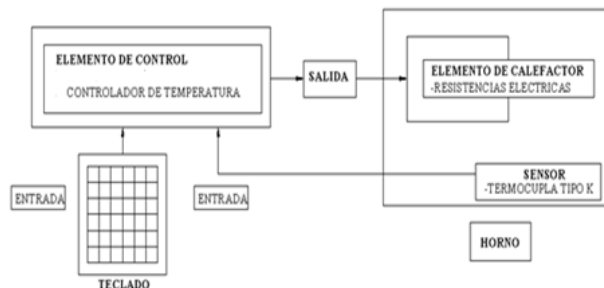 ELEMENTO DE CONTROL
CONTROLADOR DE TEMPERATURA
SALIDA
ELEMENTO DE CALEFACTOR
-RESISTENCIAS ELECTRICAS
SENSOR
-TERMOCUPLA TIPO K
ENTRADA
ENTRADA
HORNO
TECLADO